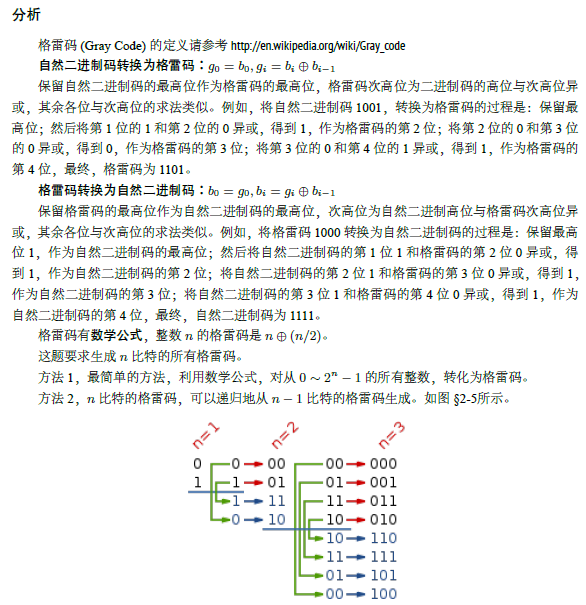 分析
格雷码 (Gray Code) 的定义请参考 http://en.wikipedia.org/wiki/Gray_code
自然二进制码转换为格雷码：g₀ = b₀, gᵢ = bᵢ ⊕ bᵢ₋₁
保留自然二进制码的最高位作为格雷码的最高位，格雷码次高位为二进制码的高位与次高位异
或，其余各位与次高位的求法类似。例如，将自然二进制码 1001，转换为格雷码的过程是：保留最
高位；然后将第 1 位的 1 和第 2 位的 0 异或，得到 1，作为格雷码的第 2 位；将第 2 位的 0 和第 3 位
的 0 异或，得到 0，作为格雷码的第 3 位；将第 3 位的 0 和第 4 位的 1 异或，得到 1，作为格雷码的
第 4 位，最终，格雷码为 1101。
格雷码转换为自然二进制码：b₀ = g₀, bᵢ = gᵢ ⊕ bᵢ₋₁
保留格雷码的最高位作为自然二进制码的最高位，次高位为自然二进制高位与格雷码次高位异
或，其余各位与次高位的求法类似。例如，将格雷码 1000 转换为自然二进制码的过程是：保留最高
位 1，作为自然二进制码的最高位；然后将自然二进制码的第 1 位 1 和格雷码的第 2 位 0 异或，得
到 1，作为自然二进制码的第 2 位；将自然二进制码的第 2 位 1 和格雷码的第 3 位 0 异或，得到 1，
作为自然二进制码的第 3 位；将自然二进制码的第 3 位 1 和格雷码的第 4 位 0 异或，得到 1，作为
自然二进制码的第 4 位，最终，自然二进制码为 1111。
格雷码有数学公式，整数 n 的格雷码是 n ⊕ (n/2)。
这题要求生成 n 比特的所有格雷码。
方法 1，最简单的方法，利用数学公式，对从 0 ∼ 2ⁿ − 1 的所有整数，转化为格雷码。
方法 2，n 比特的格雷码，可以递归地从 n − 1 比特的格雷码生成。如图 §2-5所示。
n=1 n=2 n=3
0 0 00 00 000
1 1 01 01 001
1 11 11 011
0 10 10 010
10 110
11 111
01 101
00 100